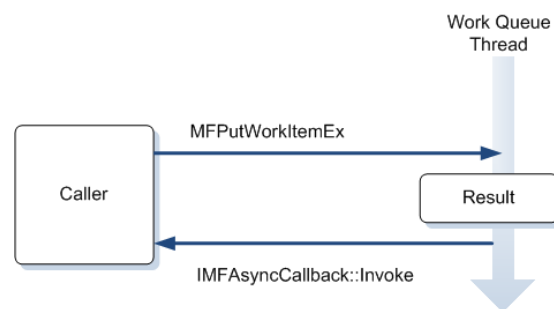 Work Queue
Thread
MFPutWorkItemEx
Caller
Result
IMFAsyncCallback::Invoke